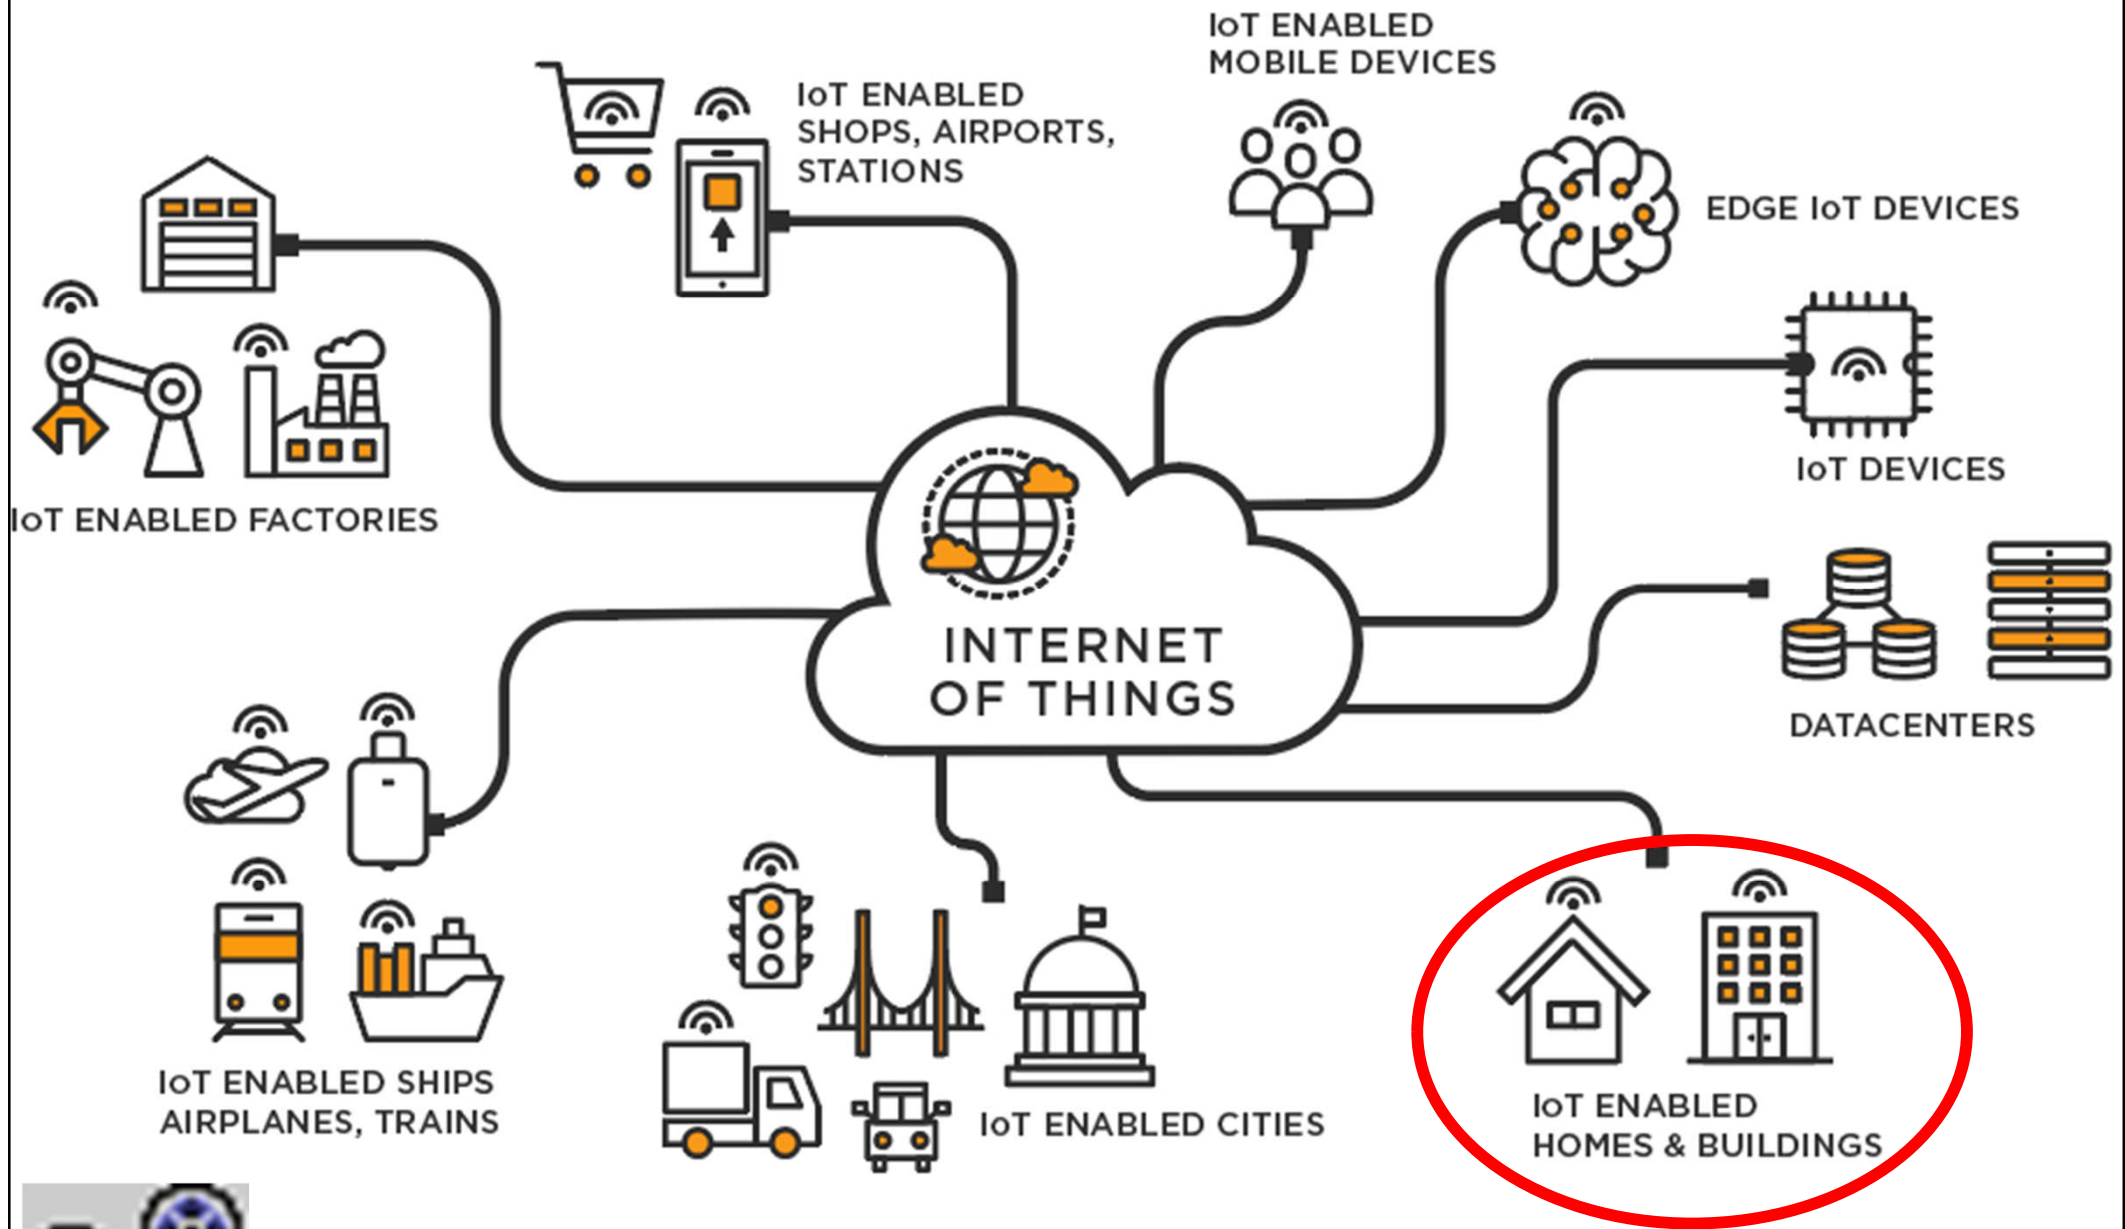 IoT ENABLED
MOBILE DEVICES
IoT ENABLED
SHOPS, AIRPORTS,
STATIONS
EDGE IoT DEVICES
IoT DEVICES
IoT ENABLED FACTORIES
INTERNET
OF THINGS
DATACENTERS
IoT ENABLED SHIPS
AIRPLANES, TRAINS
IoT ENABLED CITIES
IoT ENABLED
HOMES & BUILDINGS